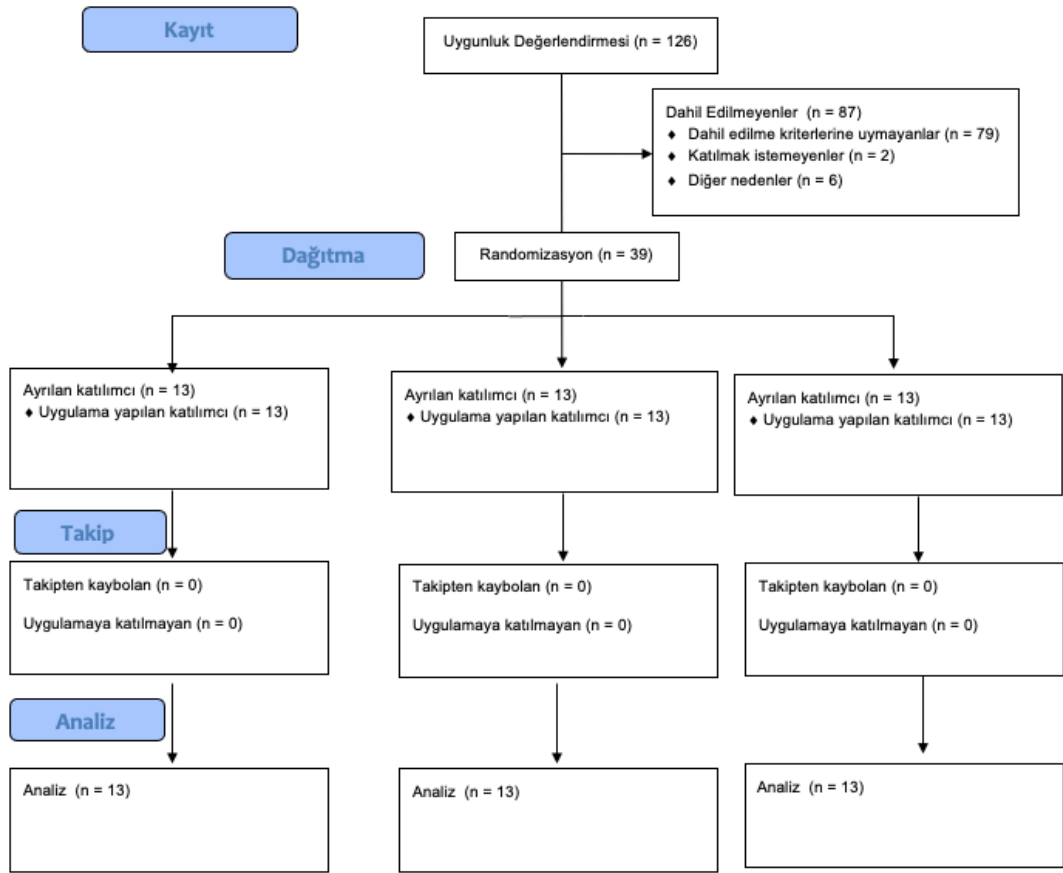 Kayıt
Uygunluk Değerlendirmesi (n = 126)
Dahil Edilmeyenler (n = 87)
♦ Dahil edilme kriterlerine uymayanlar (n = 79)
♦ Katılmak istemeyenler (n = 2)
♦ Diğer nedenler (n = 6)
Dağıtma
Randomizasyon (n = 39)
Ayrılan katılımcı (n = 13)
♦ Uygulama yapılan katılımcı (n = 13)
Ayrılan katılımcı (n = 13)
♦ Uygulama yapılan katılımcı (n = 13)
Ayrılan katılımcı (n = 13)
♦ Uygulama yapılan katılımcı (n = 13)
Takip
Takipten kaybolan (n = 0)
Uygulamaya katılmayan (n = 0)
Takipten kaybolan (n = 0)
Uygulamaya katılmayan (n = 0)
Takipten kaybolan (n = 0)
Uygulamaya katılmayan (n = 0)
Analiz
Analiz (n = 13)
Analiz (n = 13)
Analiz (n = 13)